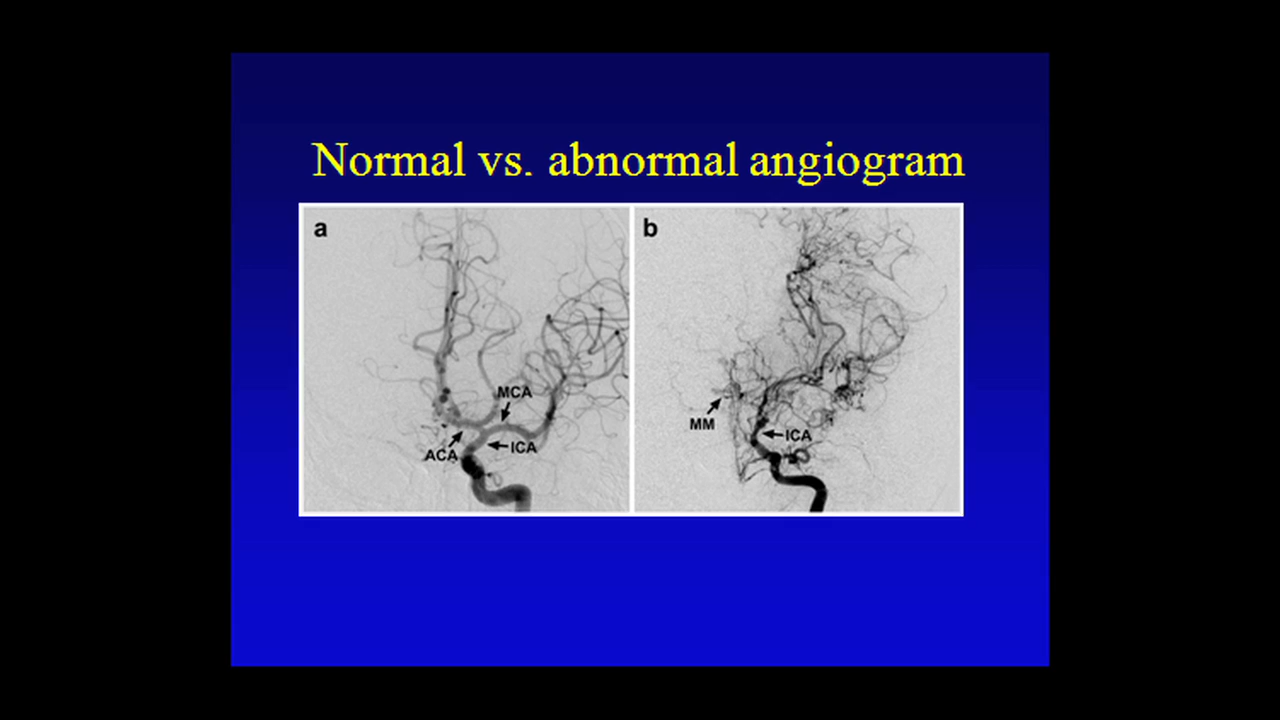 Normal vs. abnormal angiogram
a
MCA
ACA
ICA
b
MM
ICA